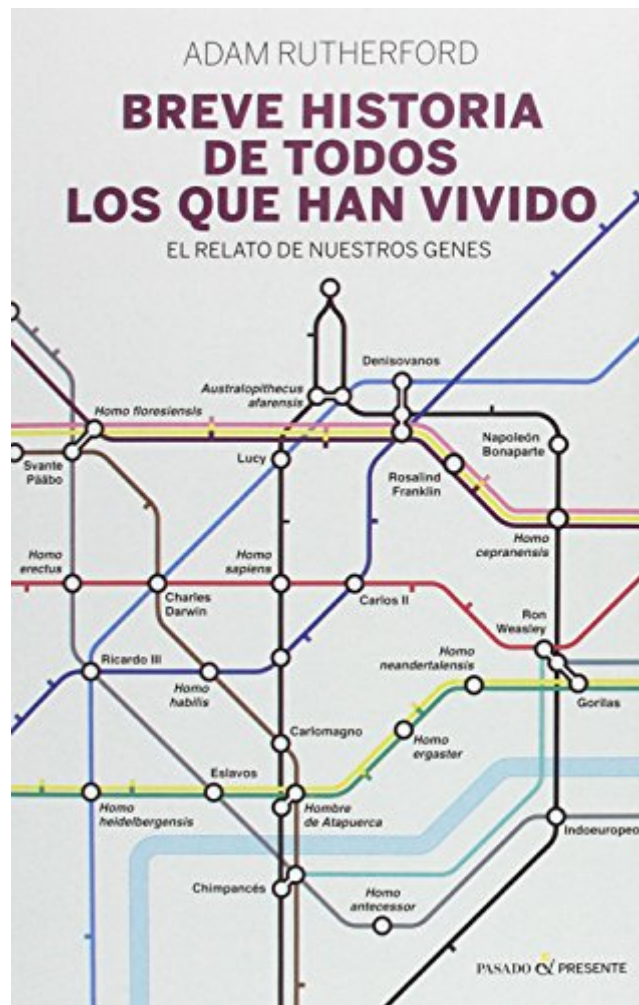 ADAM RUTHERFORD
BREVE HISTORIA
DE TODOS
LOS QUE HAN VIVIDO
EL RELATO DE NUESTROS GENES
Denisovanos
Australopithecus
afarensis
Homo floresiensis
Napoleón
Bonaparte
Svante
Pääbo
Lucy
Rosalind
Franklin
Homo
cepranensis
Homo
erectus
Charles
Darwin
Homo
sapiens
Carlos II
Ron
Weasley
Ricardo III
Homo
habilis
Homo
neandertalensis
Gorilas
Carlomagno
Homo
ergaster
Eslavos
Homo
heidelbergensis
Hombre
de Atapuerca
Indoeuropeo
Chimpancés
Homo
antecessor
PASADO & PRESENTE